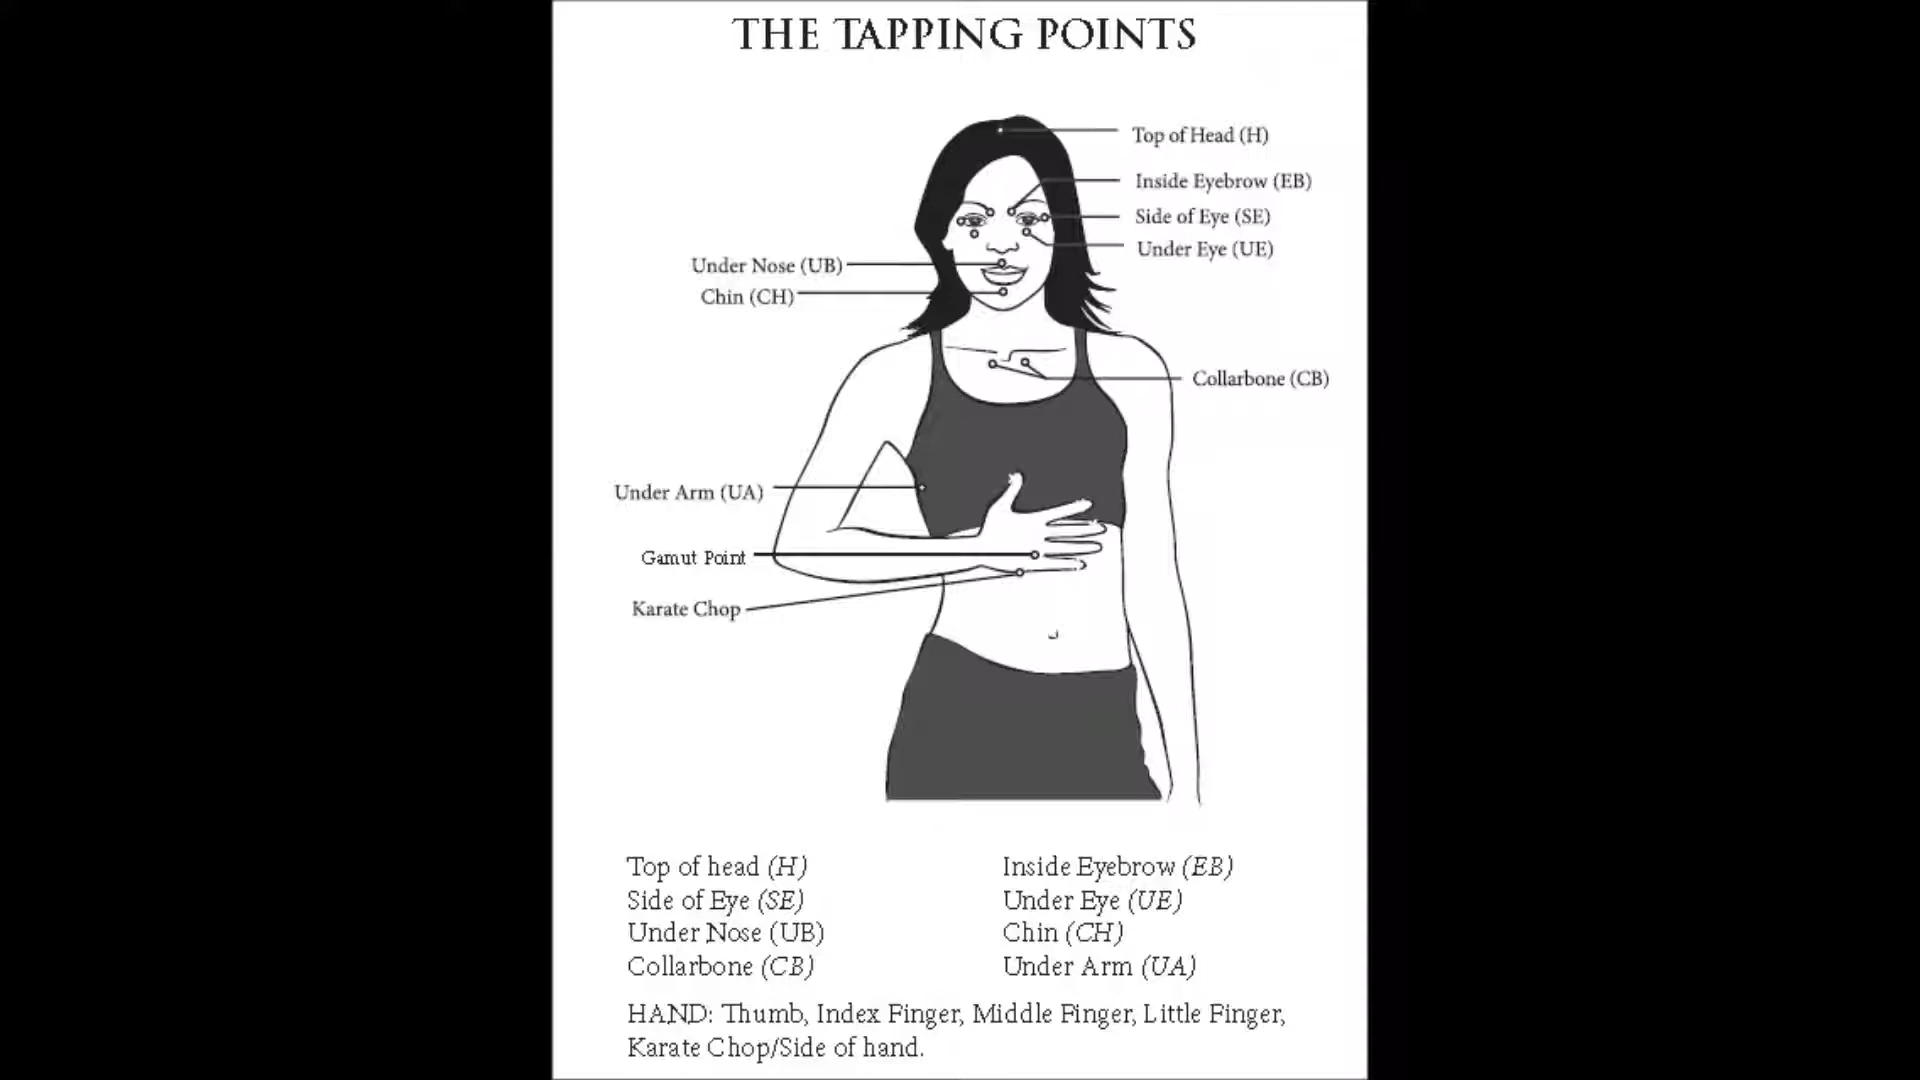 THE TAPPING POINTS
Top of Head (H)
Inside Eyebrow (EB)
Side of Eye (SE)
Under Eye (UE)
Under Nose (UB)
Chin (CH)
Collarbone (CB)
Under Arm (UA)
Gamut Point
Karate Chop
Top of head (H) Inside Eyebrow (EB)
Side of Eye (SE) Under Eye (UE)
Under Nose (UB) Chin (CH)
Collarbone (CB) Under Arm (UA)
HAND: Thumb, Index Finger, Middle Finger, Little Finger,
Karate Chop/Side of hand.